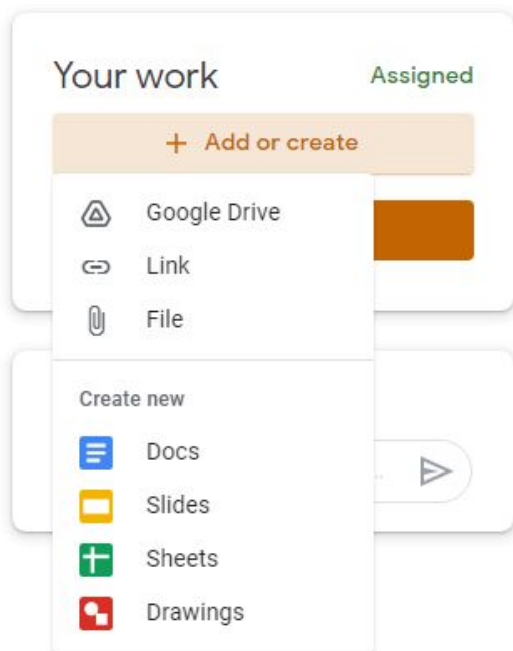 Your work
Assigned
+ Add or create
Google Drive
Link
File
Create new
Docs
Slides
Sheets
Drawings